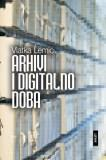 Vlatka Lemić
ARHIVI
I DIGITALNO
DOBA